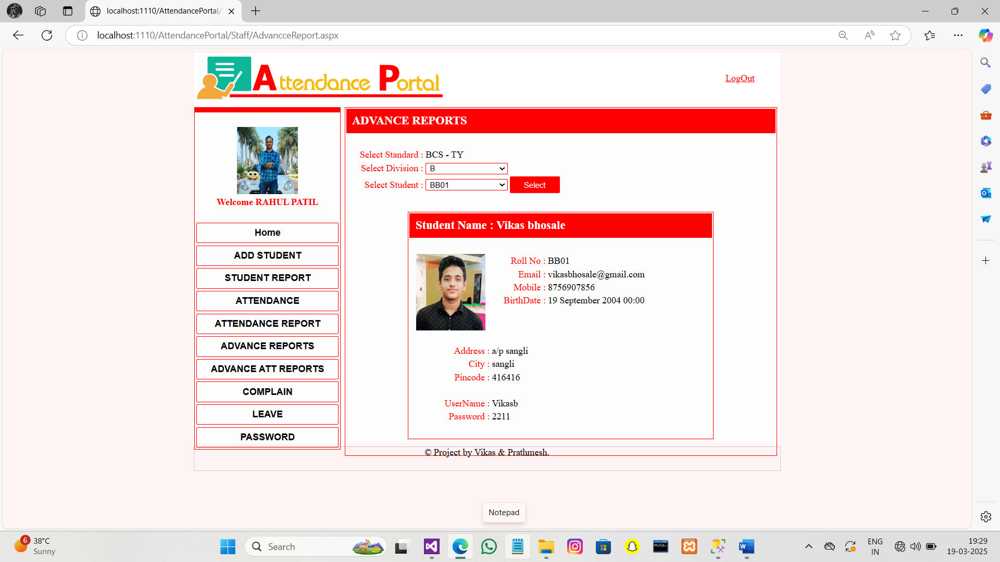 localhost:1110/AttendancePortal/
localhost:1110/AttendancePortal/Staff/AdvancceReport.aspx
Attendance Portal
LogOut
Welcome RAHUL PATIL
Home
ADD STUDENT
STUDENT REPORT
ATTENDANCE
ATTENDANCE REPORT
ADVANCE REPORTS
ADVANCE ATT REPORTS
COMPLAIN
LEAVE
PASSWORD
ADVANCE REPORTS
Select Standard : BCS - TY
Select Division : B
Select Student : BB01 Select
Student Name : Vikas bhosale
Roll No : BB01
Email : vikasbhosale@gmail.com
Mobile : 8756907856
BirthDate : 19 September 2004 00:00
Address : a/p sangli
City : sangli
Pincode : 416416
UserName : Vikasb
Password : 2211
© Project by Vikas & Prathmesh.
Notepad
6
38°C
Sunny
Search
MySQL
ENG
IN
19:29
19-03-2025